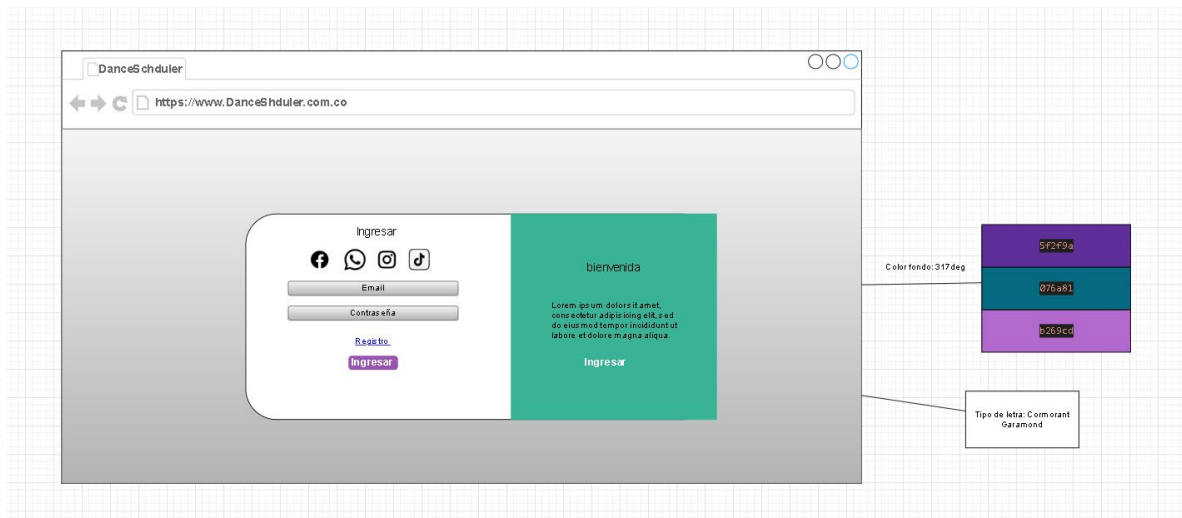 DanceSchduler
https://www.DanceShduler.com.co
Ingresar
Email
Contraseña
Registro
Ingresar
bienvenida
Lorem ipsum dolor sit amet,
consectetur adipisicing elit, sed
do eiusmod tempor incididunt ut
labore et dolore magna aliqua.
Ingresar
Color fondo: 317deg
5f2f9a
076a81
b269cd
Tipo de letra: Cormorant
Garamond